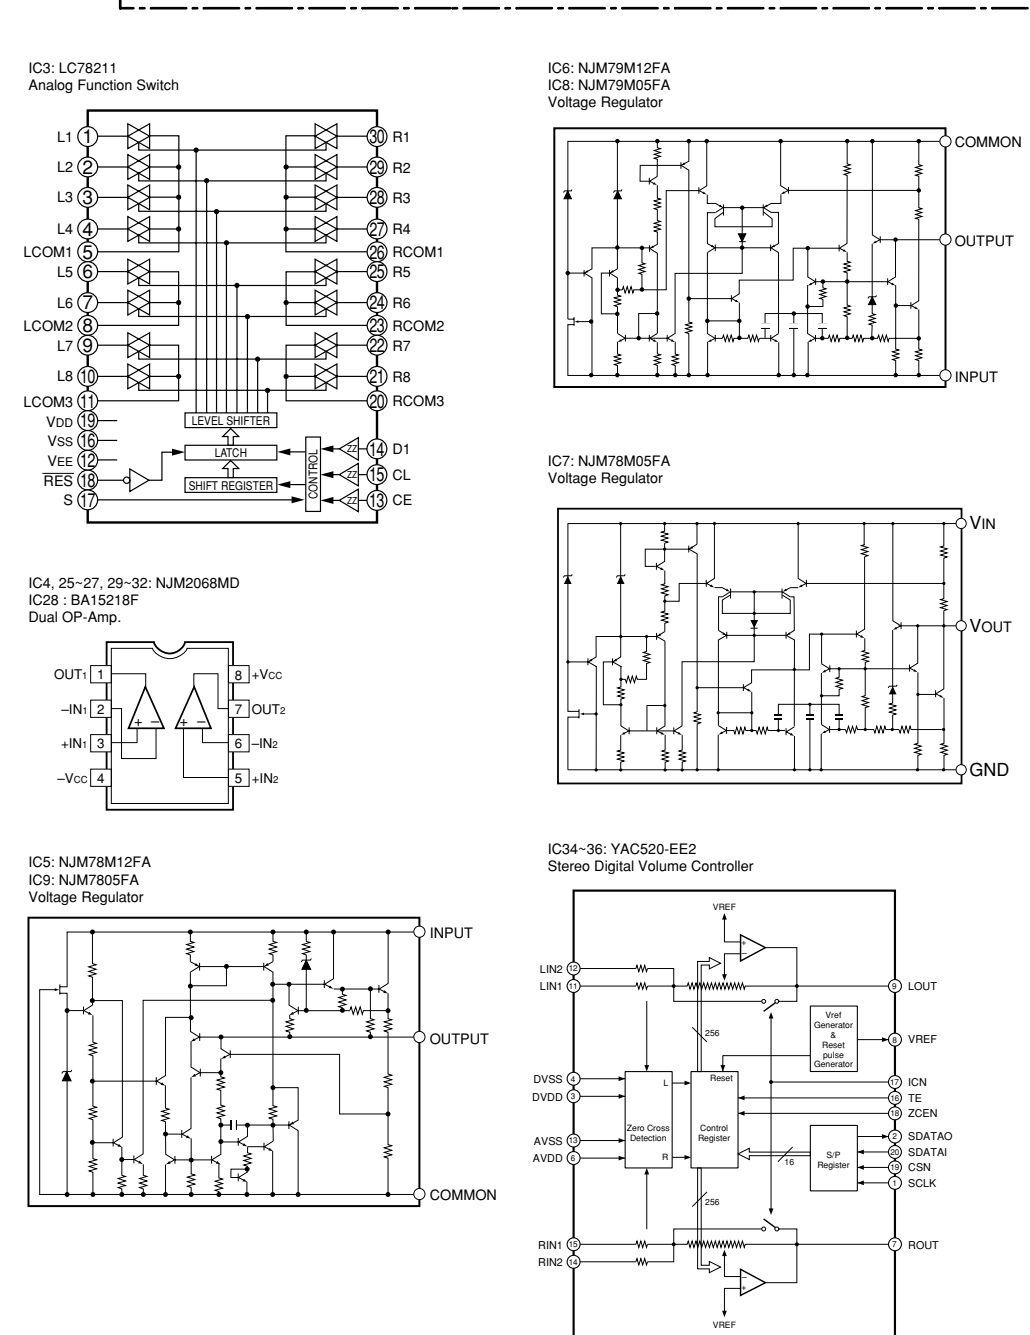 IC3: LC78211
Analog Function Switch
L1 1
30 R1
L2 2
29 R2
L3 3
28 R3
L4 4
27 R4
LCOM1 5
26 RCOM1
L5 6
25 R5
L6 7
24 R6
LCOM2 8
23 RCOM2
L7 9
22 R7
L8 10
21 R8
LCOM3 11
20 RCOM3
VDD 19
LEVEL SHIFTER
VSS 16
LATCH
14 D1
VEE 12
CONTROL
RES 18
SHIFT REGISTER
15 CL
S 17
13 CE
IC4, 25~27, 29~32: NJM2068MD
IC28 : BA15218F
Dual OP-Amp.
OUT1 1
8 +VCC
–IN1 2
7 OUT2
+ –
+ –
+IN1 3
6 –IN2
–VCC 4
5 +IN2
IC5: NJM78M12FA
IC9: NJM7805FA
Voltage Regulator
INPUT
OUTPUT
COMMON
IC6: NJM79M12FA
IC8: NJM79M05FA
Voltage Regulator
COMMON
OUTPUT
INPUT
IC7: NJM78M05FA
Voltage Regulator
VIN
VOUT
GND
IC34~36: YAC520-EE2
Stereo Digital Volume Controller
VREF
+
–
LIN2 12
LIN1 11
9 LOUT
256
Vref
Generator
&
Reset
pulse
Generator
8 VREF
DVSS 4
L
Reset
17 ICN
DVDD 3
16 TE
18 ZCEN
Zero Cross
Detection
Control
Register
2 SDATAO
AVSS 13
20 SDATAI
AVDD 6
R
16
S/P
Register
19 CSN
1 SCLK
256
RIN1 15
7 ROUT
RIN2 14
–
+
VREF